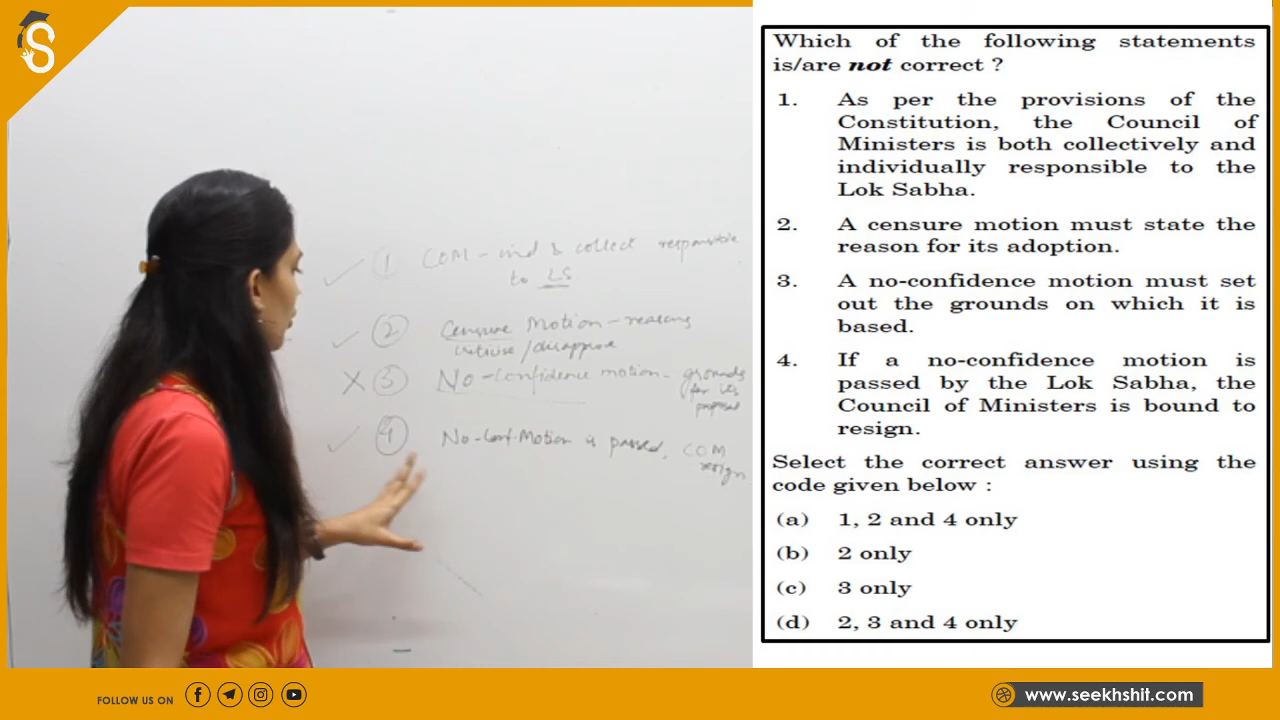 S
① COM - ind & collect responsible
to LS
② Censure Motion - reasons
criticise / disapprove
X ③ No-Confidence motion - grounds
for its
proposal
④ No-Conf. Motion is passed, COM
resign
Which of the following statements
is/are not correct ?
1. As per the provisions of the
Constitution, the Council of
Ministers is both collectively and
individually responsible to the
Lok Sabha.
2. A censure motion must state the
reason for its adoption.
3. A no-confidence motion must set
out the grounds on which it is
based.
4. If a no-confidence motion is
passed by the Lok Sabha, the
Council of Ministers is bound to
resign.
Select the correct answer using the
code given below :
(a) 1, 2 and 4 only
(b) 2 only
(c) 3 only
(d) 2, 3 and 4 only
FOLLOW US ON
www.seekhshit.com